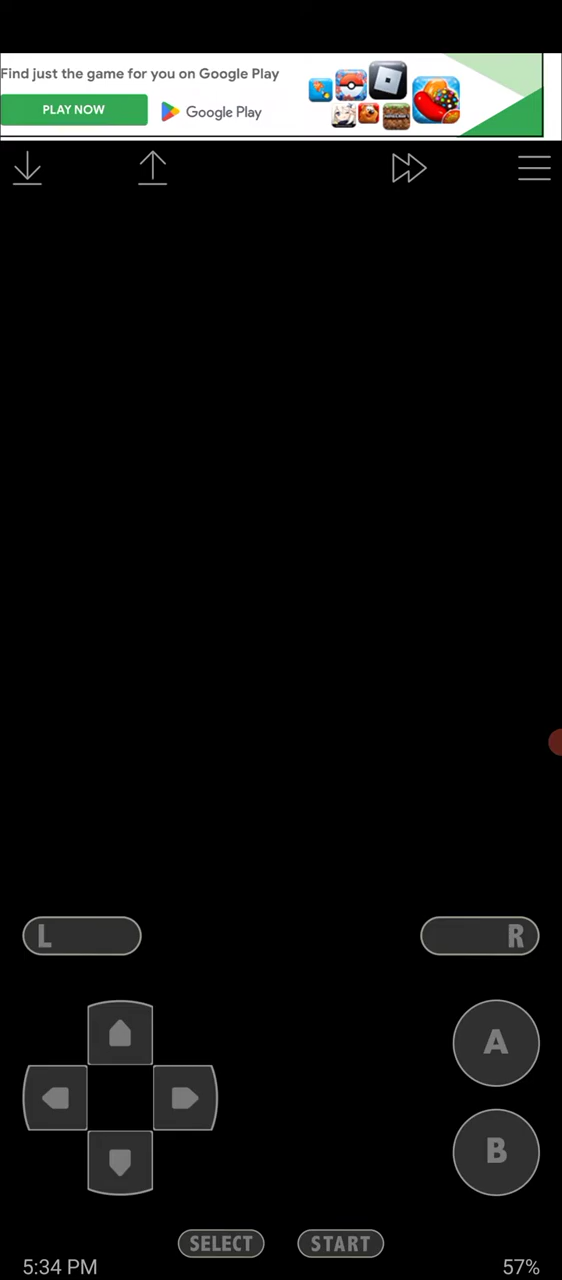 Find just the game for you on Google Play
PLAY NOW
Google Play
L
R
A
B
SELECT
START
5:34 PM
57%